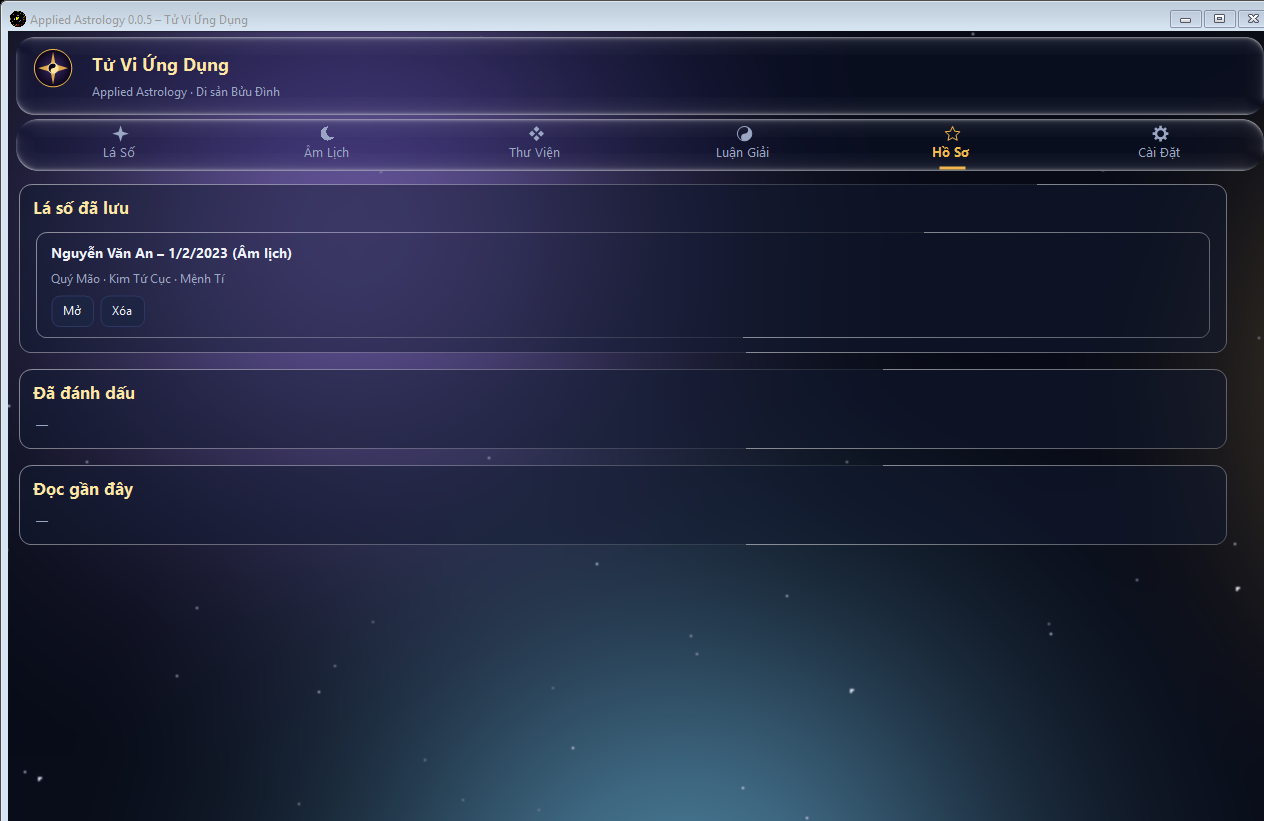 Applied Astrology 0.0.5 – Tử Vi Ứng Dụng
Tử Vi Ứng Dụng
Applied Astrology · Di sản Bửu Đình
Lá Số
Âm Lịch
Thư Viện
Luận Giải
Hồ Sơ
Cài Đặt
Lá số đã lưu
Nguyễn Văn An – 1/2/2023 (Âm lịch)
Quý Mão · Kim Tứ Cục · Mệnh Tí
Mở
Xóa
Đã đánh dấu
—
Đọc gần đây
—